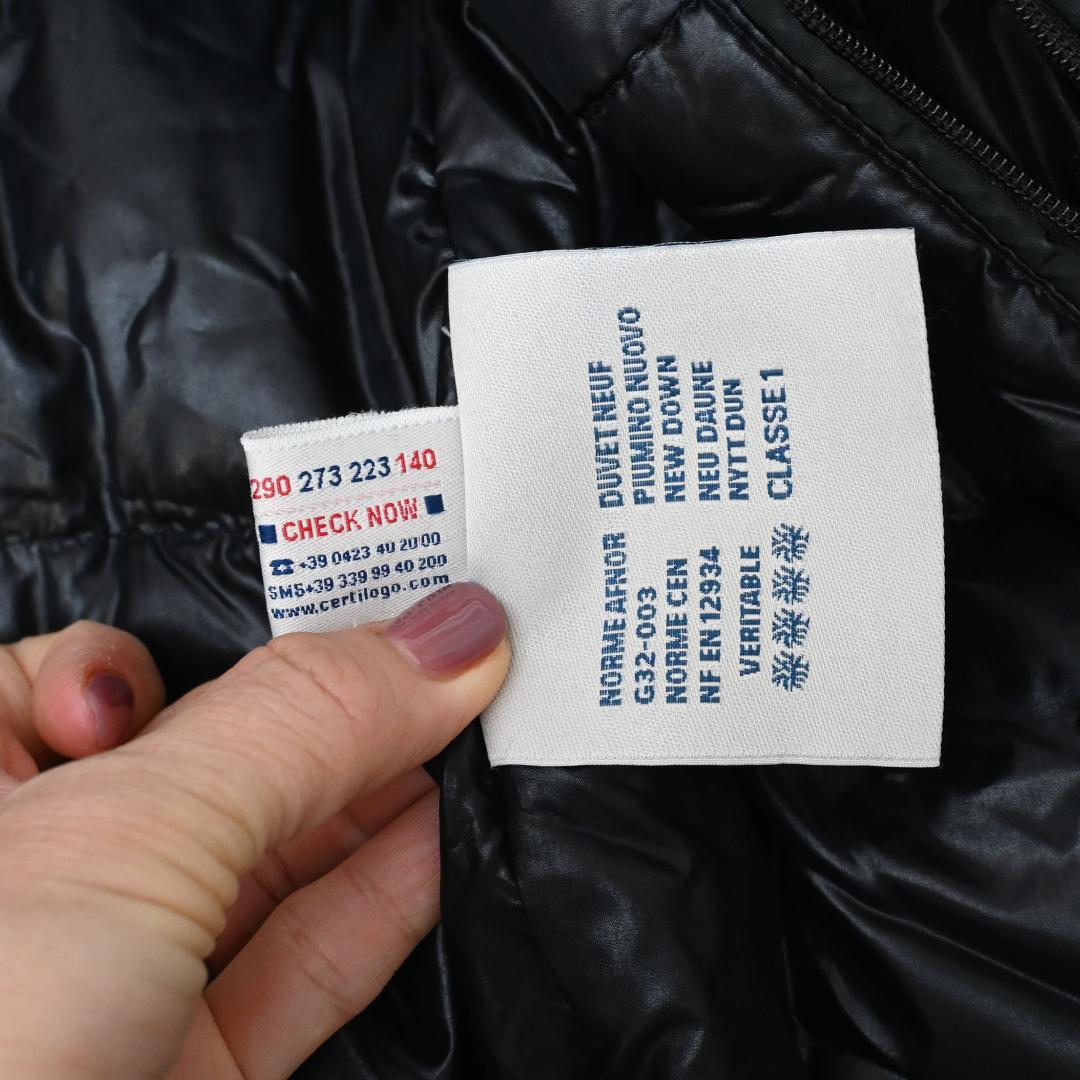 290 273 223 140
CHECK NOW
☎ +39 0423 40 20 00
SMS+39 339 99 40 200
www.certilogo.com
NORME AFNOR DUVET NEUF
G32-003 PIUMINO NUOVO
NORME CEN NEW DOWN
NF EN 12934 NEU DAUNE
NYTT DUN
VERITABLE CLASSE 1